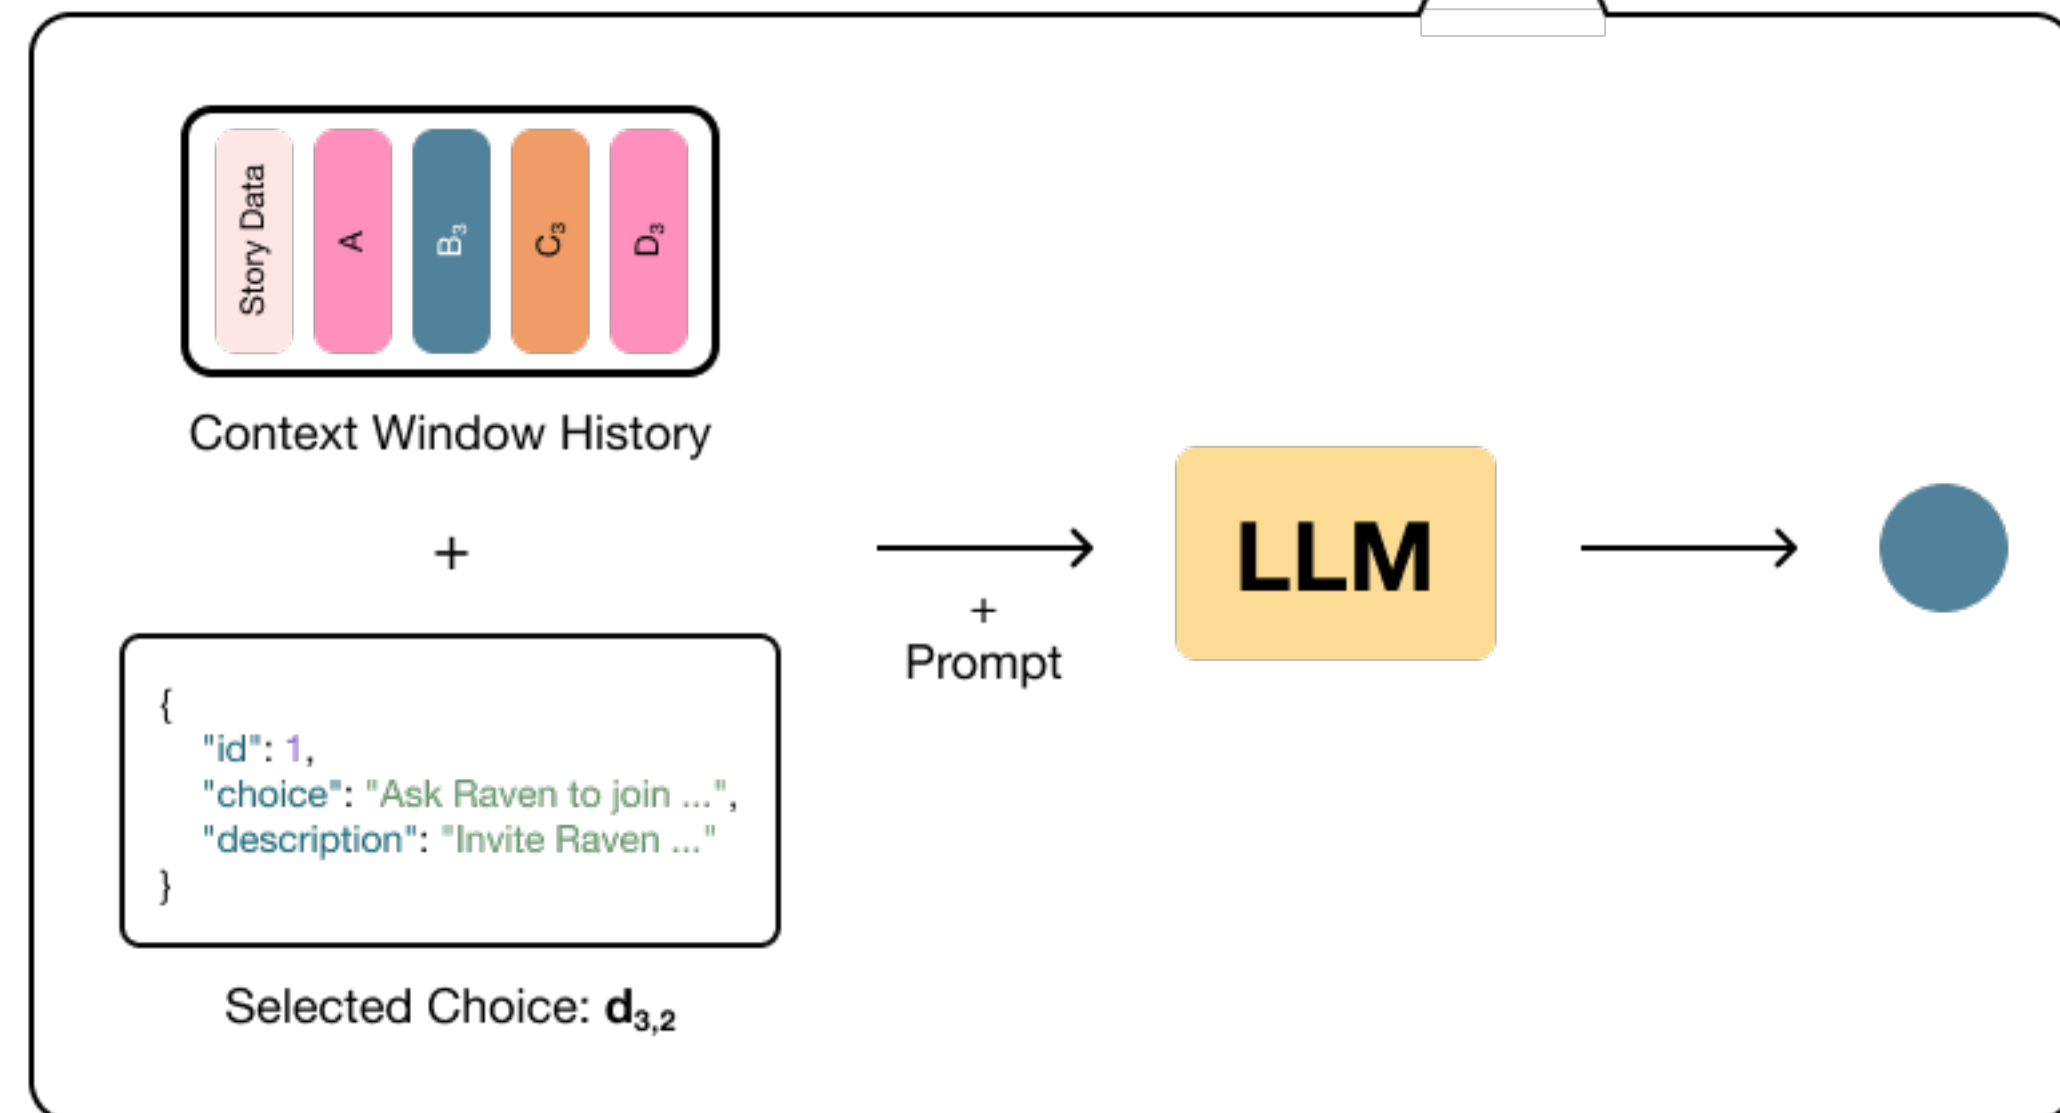 Story Data
A
B₃
C₃
D₃
Context Window History
+
{
"id": 1,
"choice": "Ask Raven to join ...",
"description": "Invite Raven ..."
}
Selected Choice: d₃,₂
+
Prompt
LLM